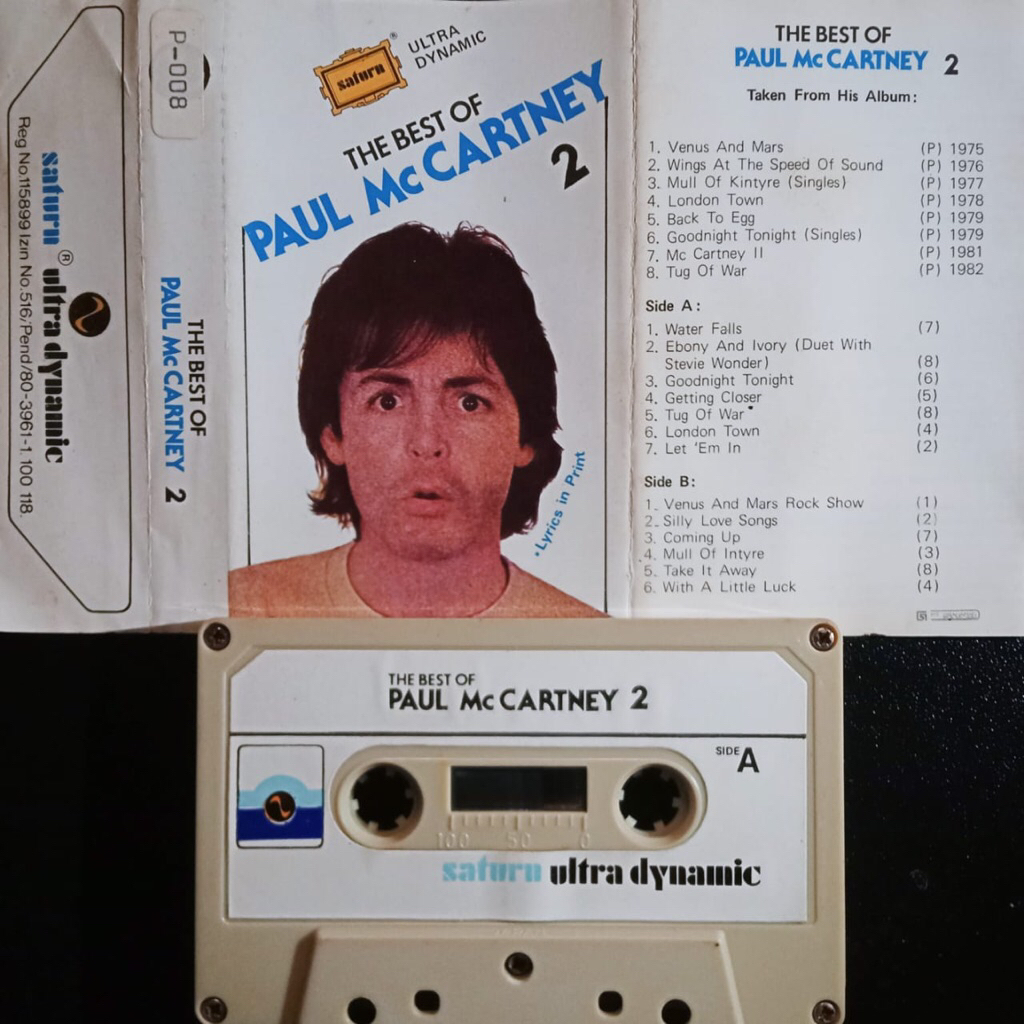 P-008
saturn® ultra dynamic
Reg No.115899 Izin No.516/Pend/80-3961-1. 100 118.
THE BEST OF
PAUL McCARTNEY 2
saturn ®
ULTRA
DYNAMIC
THE BEST OF
PAUL McCARTNEY
2
•Lyrics in Print
THE BEST OF
PAUL McCARTNEY 2
Taken From His Album:
1. Venus And Mars (P) 1975
2. Wings At The Speed Of Sound (P) 1976
3. Mull Of Kintyre (Singles) (P) 1977
4. London Town (P) 1978
5. Back To Egg (P) 1979
6. Goodnight Tonight (Singles) (P) 1979
7. Mc Cartney II (P) 1981
8. Tug Of War (P) 1982
Side A:
1. Water Falls (7)
2. Ebony And Ivory (Duet With
Stevie Wonder) (8)
3. Goodnight Tonight (6)
4. Getting Closer (5)
5. Tug Of War (8)
6. London Town (4)
7. Let 'Em In (2)
Side B:
1. Venus And Mars Rock Show (1)
2. Silly Love Songs (2)
3. Coming Up (7)
4. Mull Of Intyre (3)
5. Take It Away (8)
6. With A Little Luck (4)
THE BEST OF
PAUL McCARTNEY 2
SIDE A
100 50 0
saturn ultra dynamic